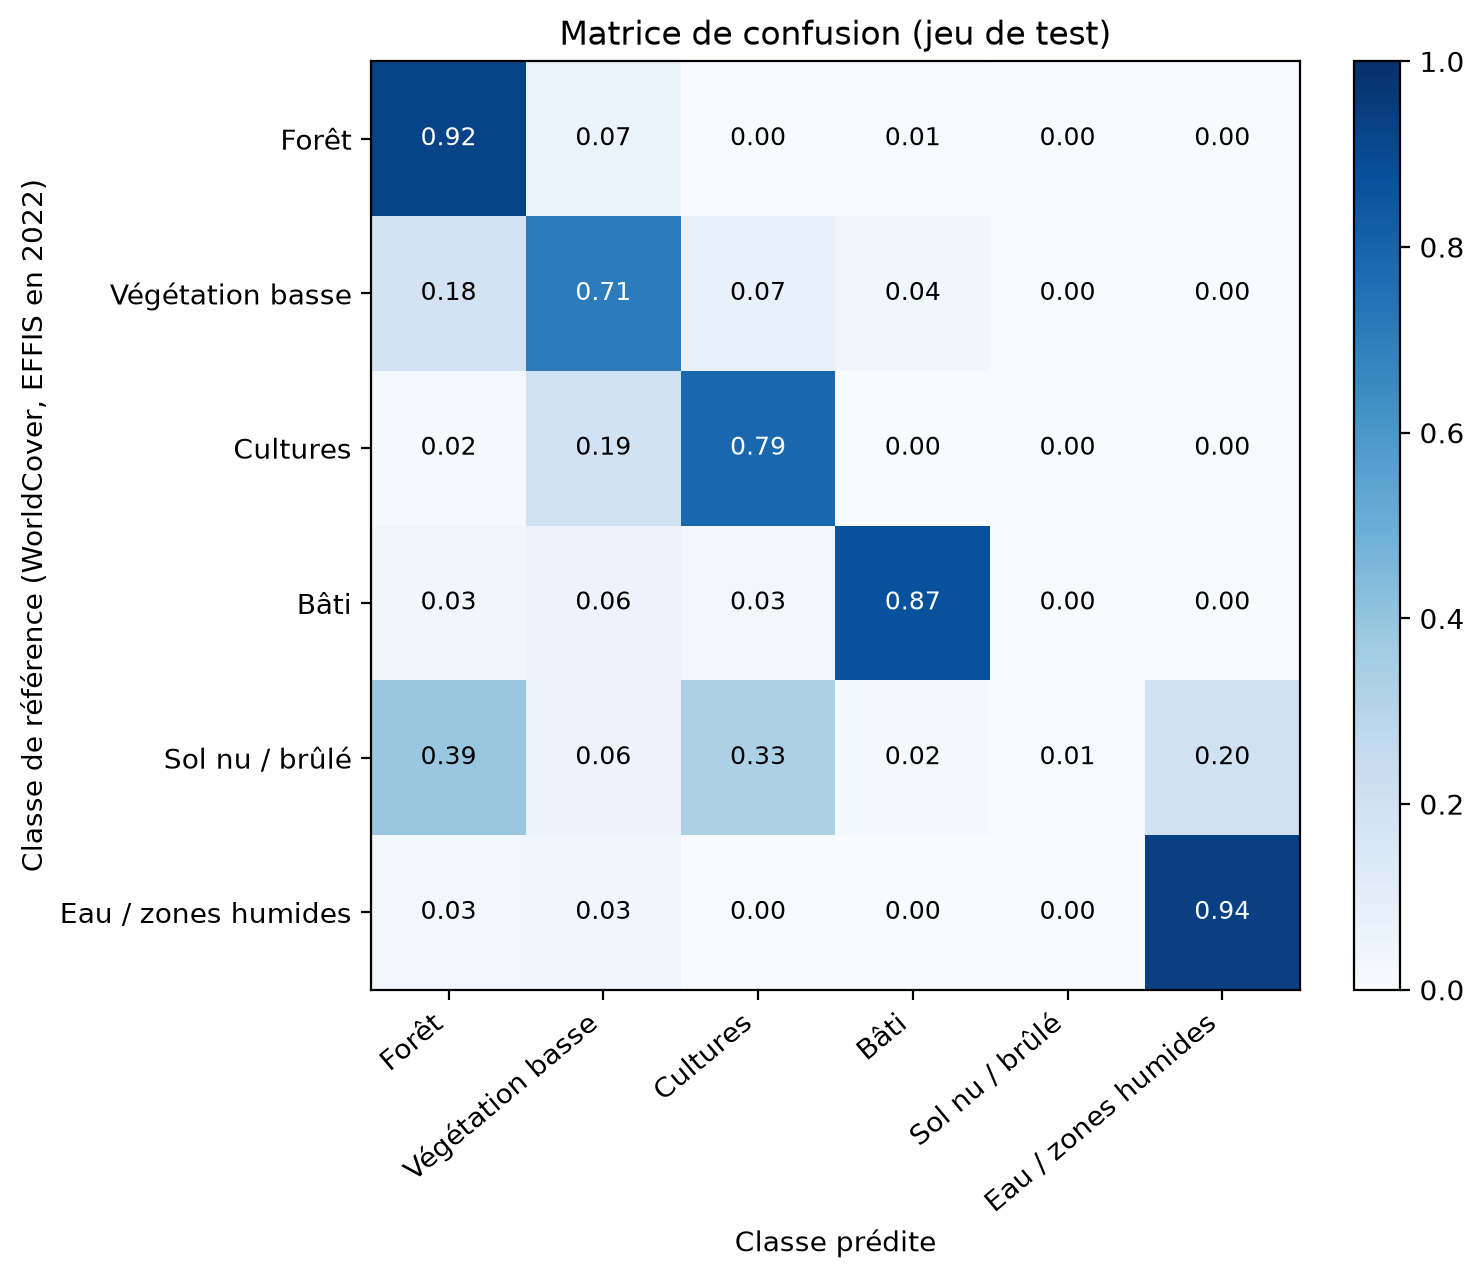 Matrice de confusion (jeu de test)
Classe de référence (WorldCover, EFFIS en 2022)
Forêt 0.92 0.07 0.00 0.01 0.00 0.00
Végétation basse 0.18 0.71 0.07 0.04 0.00 0.00
Cultures 0.02 0.19 0.79 0.00 0.00 0.00
Bâti 0.03 0.06 0.03 0.87 0.00 0.00
Sol nu / brûlé 0.39 0.06 0.33 0.02 0.01 0.20
Eau / zones humides 0.03 0.03 0.00 0.00 0.00 0.94
Forêt
Végétation basse
Cultures
Bâti
Sol nu / brûlé
Eau / zones humides
Classe prédite
1.0
0.8
0.6
0.4
0.2
0.0